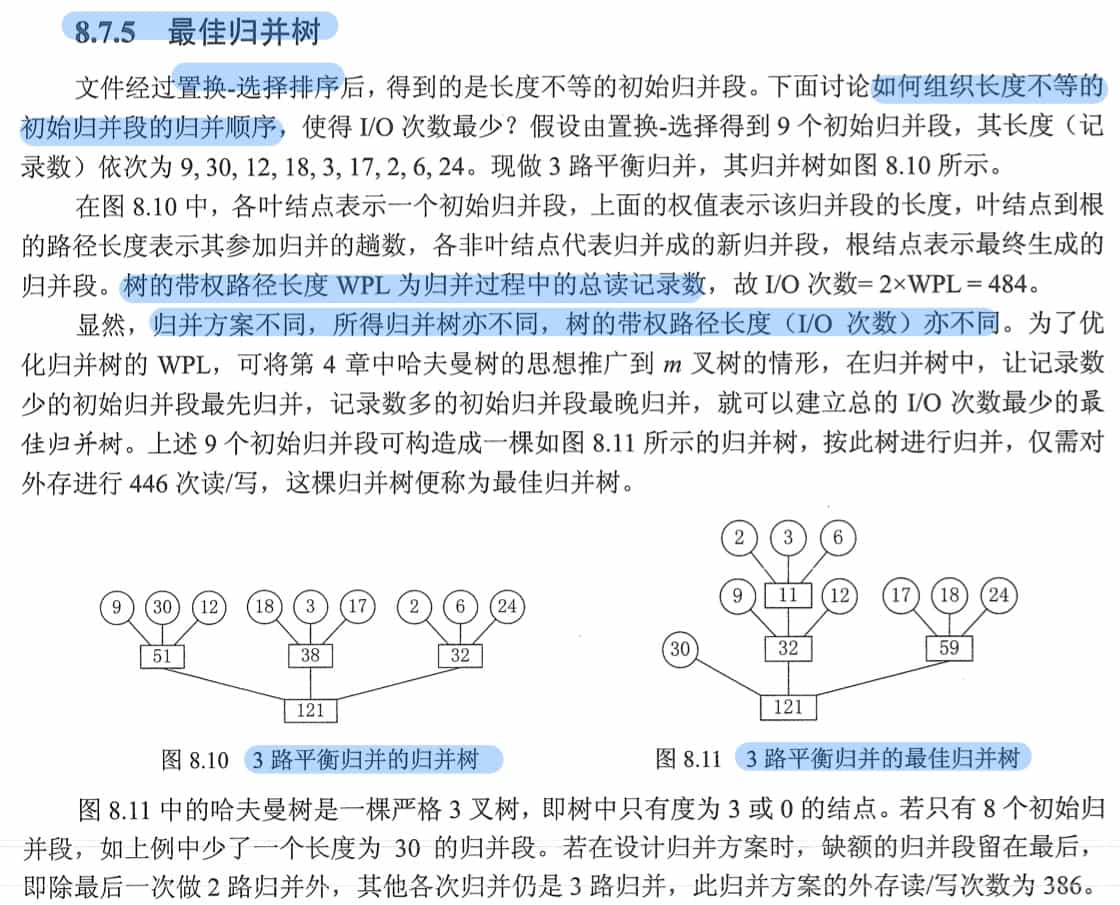 8.7.5 最佳归并树
文件经过置换-选择排序后，得到的是长度不等的初始归并段。下面讨论如何组织长度不等的
初始归并段的归并顺序，使得 I/O 次数最少？假设由置换-选择得到 9 个初始归并段，其长度（记
录数）依次为 9, 30, 12, 18, 3, 17, 2, 6, 24。现做 3 路平衡归并，其归并树如图 8.10 所示。
在图 8.10 中，各叶结点表示一个初始归并段，上面的权值表示该归并段的长度，叶结点到根
的路径长度表示其参加归并的趟数，各非叶结点代表归并成的新归并段，根结点表示最终生成的
归并段。树的带权路径长度 WPL 为归并过程中的总读记录数，故 I/O 次数= 2×WPL = 484。
显然，归并方案不同，所得归并树亦不同，树的带权路径长度（I/O 次数）亦不同。为了优
化归并树的 WPL，可将第 4 章中哈夫曼树的思想推广到 m 叉树的情形，在归并树中，让记录数
少的初始归并段最先归并，记录数多的初始归并段最晚归并，就可以建立总的 I/O 次数最少的最
佳归并树。上述 9 个初始归并段可构造成一棵如图 8.11 所示的归并树，按此树进行归并，仅需对
外存进行 446 次读/写，这棵归并树便称为最佳归并树。
9 30 12 18 3 17 2 6 24
51 38 32
121
图 8.10 3 路平衡归并的归并树
2 3 6
9 11 12 17 18 24
30 32 59
121
图 8.11 3 路平衡归并的最佳归并树
图 8.11 中的哈夫曼树是一棵严格 3 叉树，即树中只有度为 3 或 0 的结点。若只有 8 个初始归
并段，如上例中少了一个长度为 30 的归并段。若在设计归并方案时，缺额的归并段留在最后，
即除最后一次做 2 路归并外，其他各次归并仍是 3 路归并，此归并方案的外存读/写次数为 386。